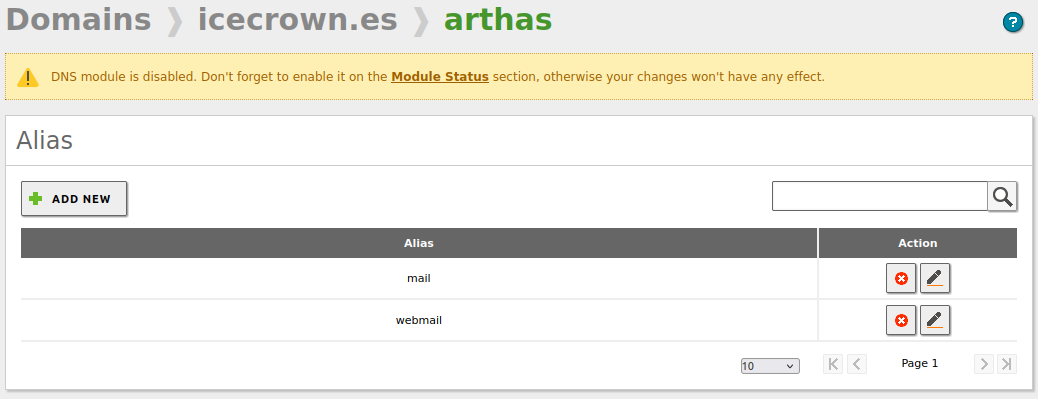 Domains ❯ icecrown.es ❯ arthas
?
DNS module is disabled. Don't forget to enable it on the Module Status section, otherwise your changes won't have any effect.
Alias
ADD NEW
Alias Action
mail
webmail
10 Page 1